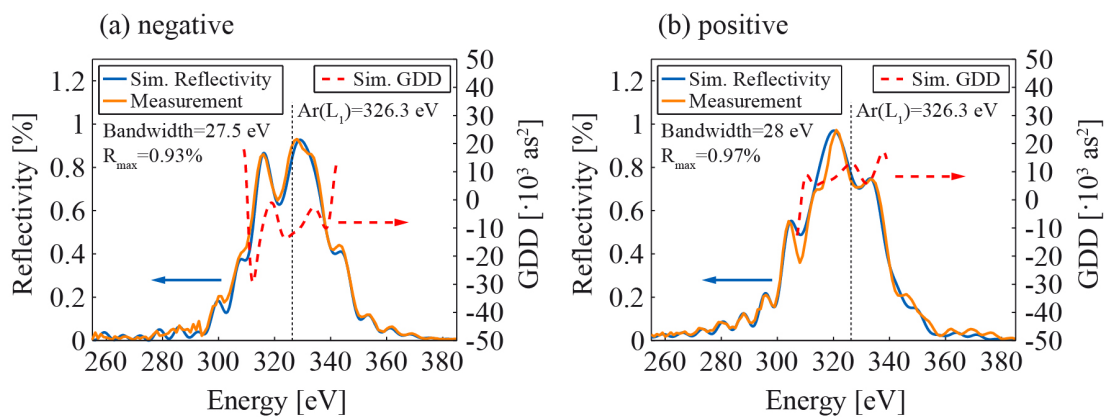 (a) negative
1.2
1
0.8
0.6
0.4
0.2
0
Reflectivity [%]
Sim. Reflectivity
Measurement
Sim. GDD
Bandwidth=27.5 eV
R_max=0.93%
Ar(L_1)=326.3 eV
50
40
30
20
10
0
-10
-20
-30
-40
-50
GDD [·10³ as²]
260 280 300 320 340 360 380
Energy [eV]
(b) positive
1.2
1
0.8
0.6
0.4
0.2
0
Reflectivity [%]
Sim. Reflectivity
Measurement
Sim. GDD
Bandwidth=28 eV
R_max=0.97%
Ar(L_1)=326.3 eV
50
40
30
20
10
0
-10
-20
-30
-40
-50
GDD [·10³ as²]
260 280 300 320 340 360 380
Energy [eV]